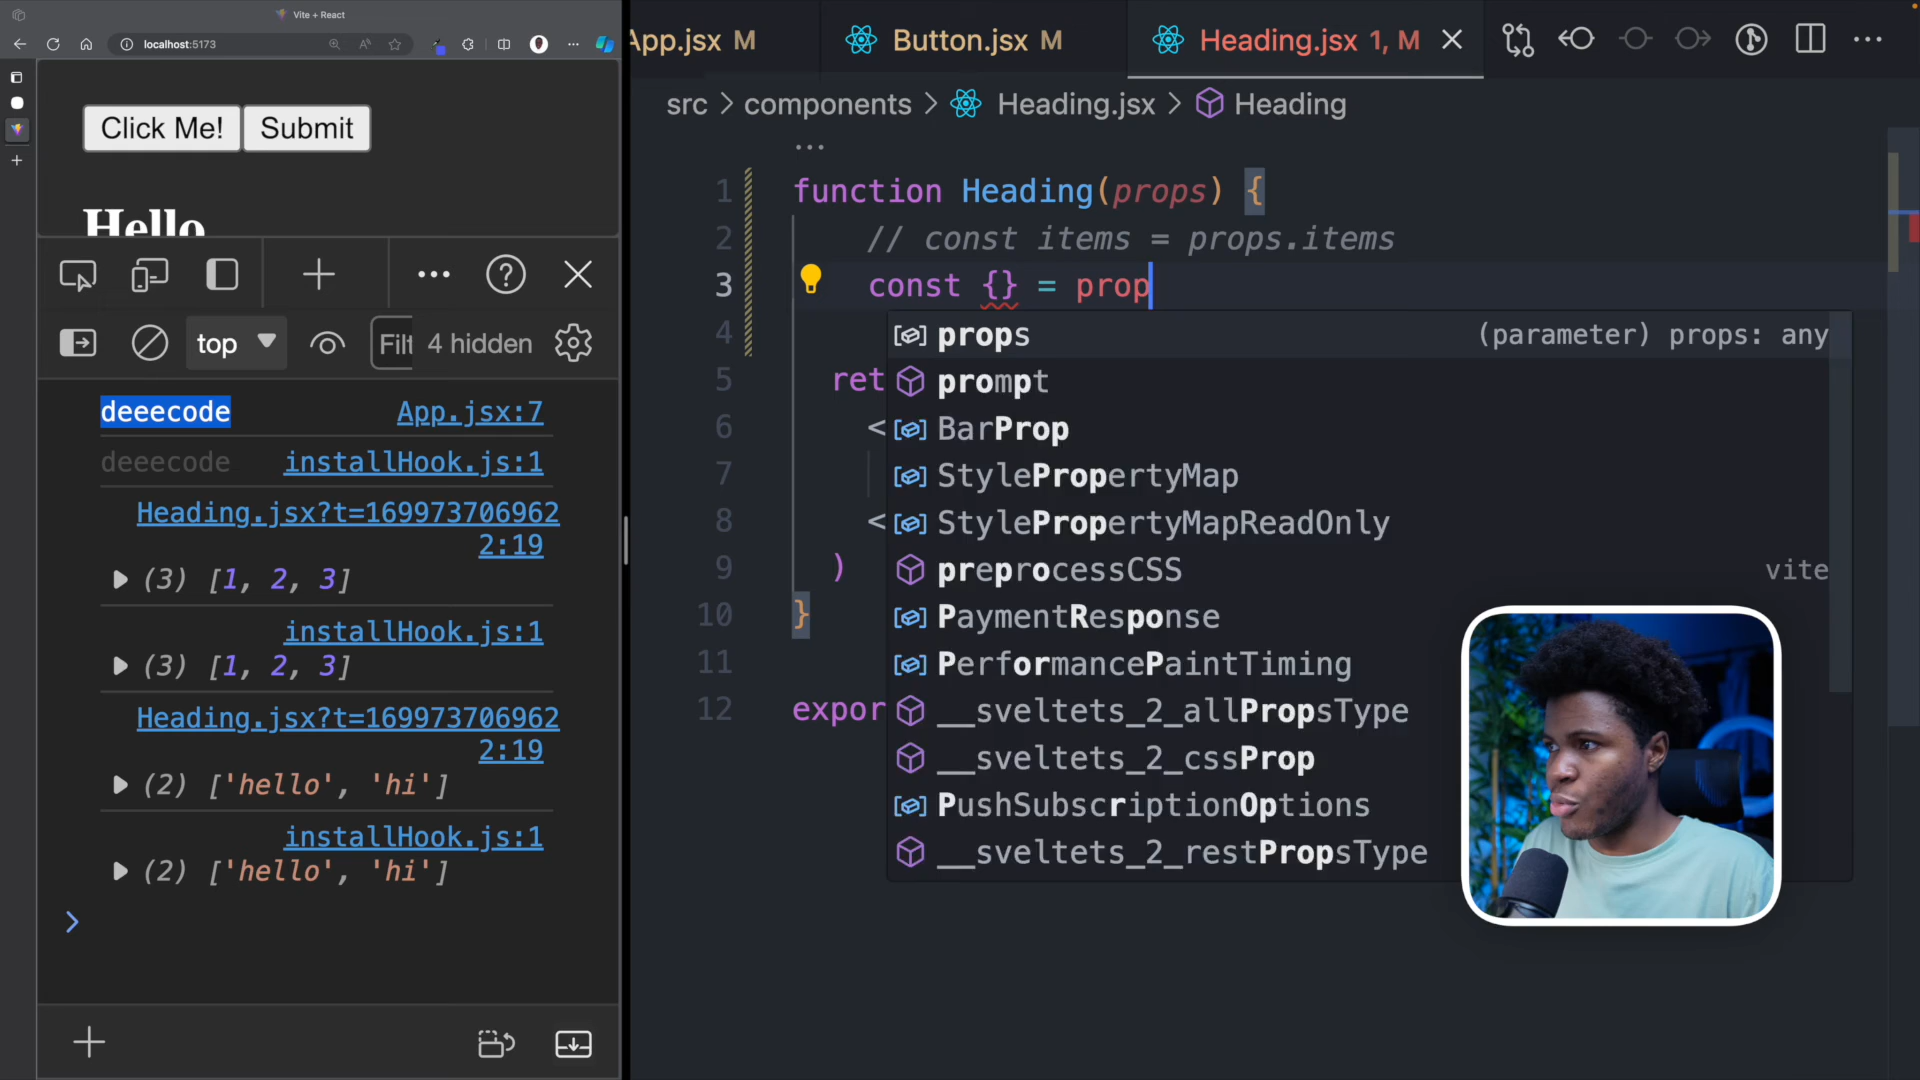 Vite + React
localhost:5173
Click Me! Submit
Hello
top Filt 4 hidden
deeecode App.jsx:7
deeecode installHook.js:1
Heading.jsx?t=169973706962
2:19
(3) [1, 2, 3]
installHook.js:1
(3) [1, 2, 3]
Heading.jsx?t=169973706962
2:19
(2) ['hello', 'hi']
installHook.js:1
(2) ['hello', 'hi']
App.jsx M Button.jsx M Heading.jsx 1, M
src > components > Heading.jsx > Heading
...
1 function Heading(props) {
2 // const items = props.items
3 const {} = prop
4
5 ret
6 <
7
8 <
9 )
10 }
11
12 expor
props (parameter) props: any
prompt
BarProp
StylePropertyMap
StylePropertyMapReadOnly
preprocessCSS vite
PaymentResponse
PerformancePaintTiming
__sveltets_2_allPropsType
__sveltets_2_cssProp
PushSubscriptionOptions
__sveltets_2_restPropsType